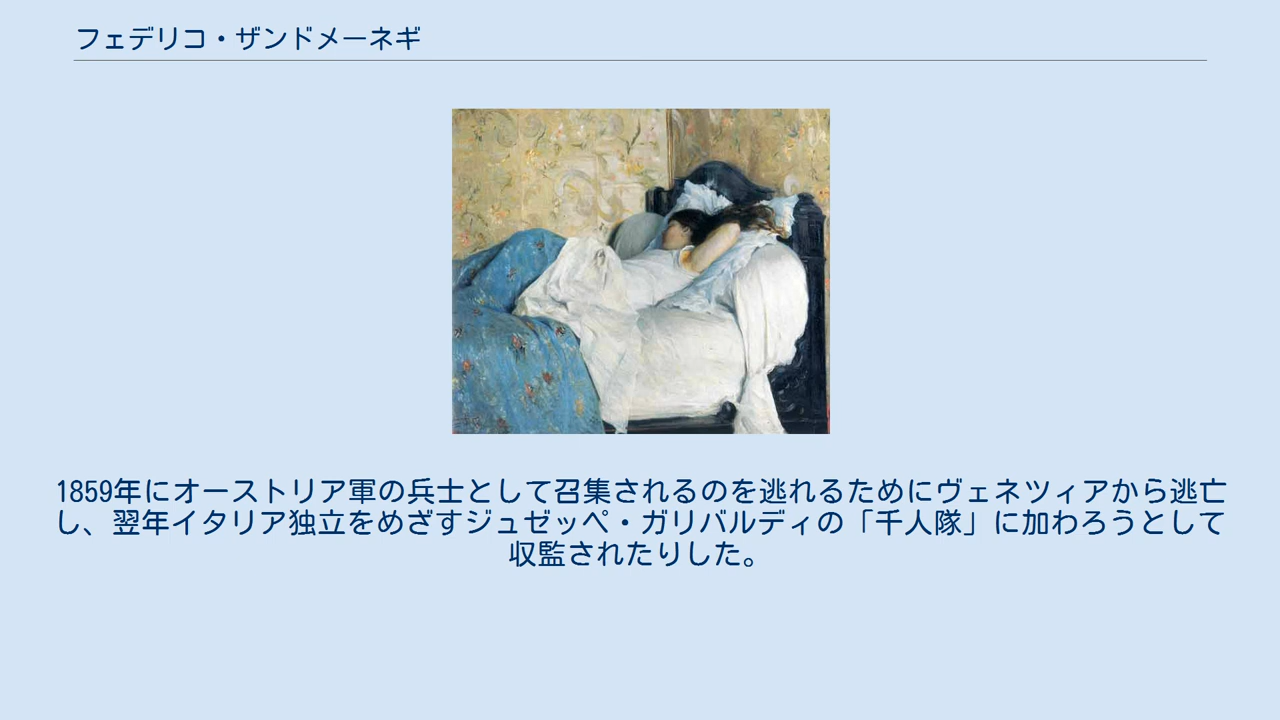 フェデリコ・ザンドメーネギ
1859年にオーストリア軍の兵士として召集されるのを逃れるためにヴェネツィアから逃亡
し、翌年イタリア独立をめざすジュゼッペ・ガリバルディの「千人隊」に加わろうとして
収監されたりした。